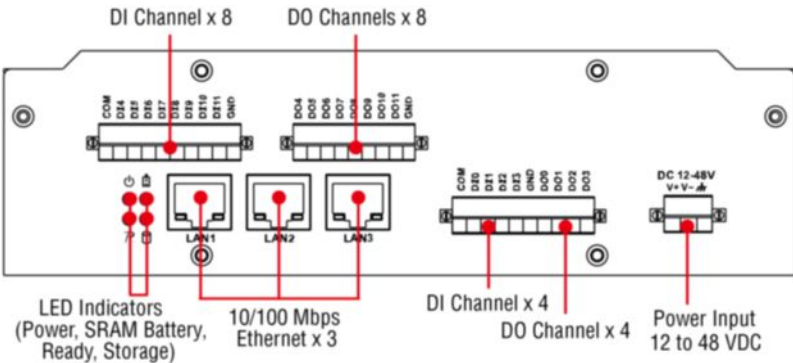 DI Channel x 8
DO Channels x 8
COM
DI4
DI5
DI6
DI7
DI8
DI9
DI10
DI11
GND
DO4
DO5
DO6
DO7
DO8
DO9
DO10
DO11
GND
COM
DI0
DI1
DI2
DI3
GND
DO0
DO1
DO2
DO3
DC 12-48V
V+ V-
LAN1
LAN2
LAN3
LED Indicators
(Power, SRAM Battery,
Ready, Storage)
10/100 Mbps
Ethernet x 3
DI Channel x 4
DO Channel x 4
Power Input
12 to 48 VDC